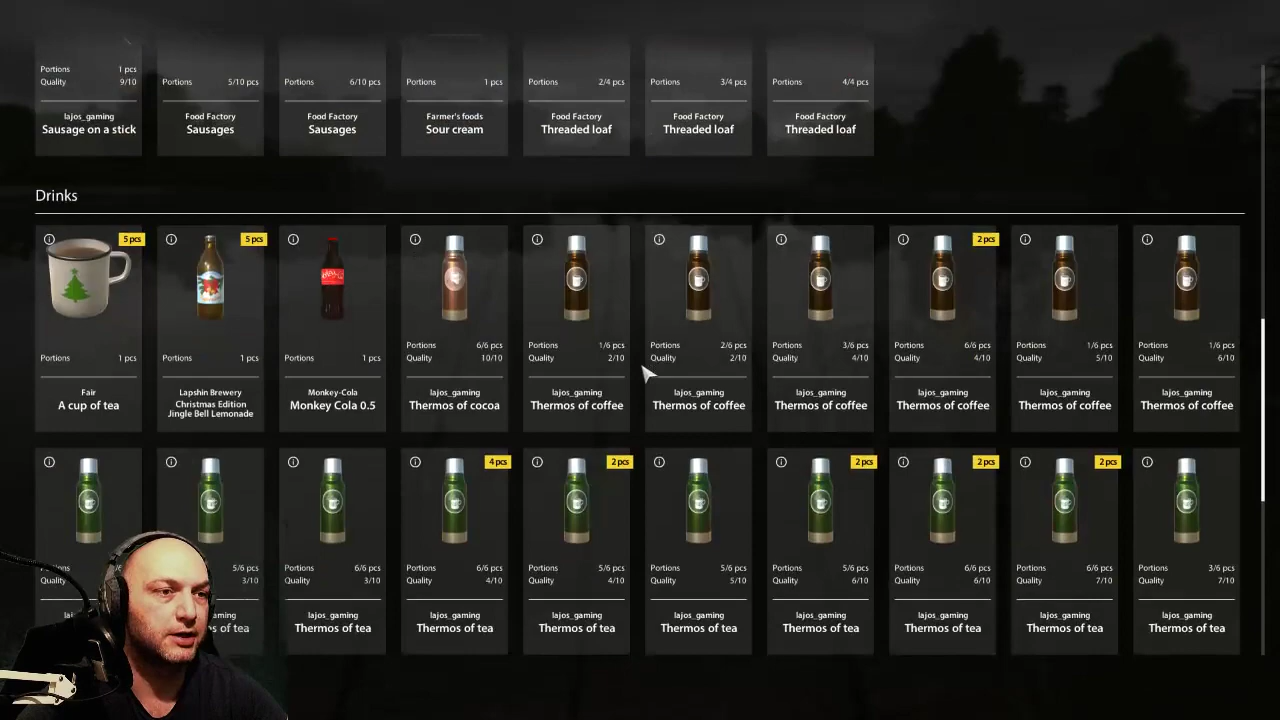 Portions 1 pcs
Quality 9/10
lajos_gaming
Sausage on a stick
Portions 5/10 pcs
Food Factory
Sausages
Portions 6/10 pcs
Food Factory
Sausages
Portions 1 pcs
Farmer's foods
Sour cream
Portions 2/4 pcs
Food Factory
Threaded loaf
Portions 3/4 pcs
Food Factory
Threaded loaf
Portions 4/4 pcs
Food Factory
Threaded loaf
Drinks
5 pcs
Portions 1 pcs
Fair
A cup of tea
5 pcs
Portions 1 pcs
Lapshin Brewery
Christmas Edition
Jingle Bell Lemonade
Portions 1 pcs
Monkey-Cola
Monkey Cola 0.5
Portions 6/6 pcs
Quality 10/10
lajos_gaming
Thermos of cocoa
Portions 1/6 pcs
Quality 2/10
lajos_gaming
Thermos of coffee
Portions 2/6 pcs
Quality 2/10
lajos_gaming
Thermos of coffee
Portions 3/6 pcs
Quality 4/10
lajos_gaming
Thermos of coffee
2 pcs
Portions 6/6 pcs
Quality 4/10
lajos_gaming
Thermos of coffee
Portions 1/6 pcs
Quality 5/10
lajos_gaming
Thermos of coffee
Portions 1/6 pcs
Quality 6/10
lajos_gaming
Thermos of coffee
5/6 pcs
3/10
of tea
Portions 6/6 pcs
Quality 3/10
lajos_gaming
Thermos of tea
4 pcs
Portions 6/6 pcs
Quality 4/10
lajos_gaming
Thermos of tea
2 pcs
Portions 5/6 pcs
Quality 4/10
lajos_gaming
Thermos of tea
Portions 5/6 pcs
Quality 5/10
lajos_gaming
Thermos of tea
2 pcs
Portions 5/6 pcs
Quality 6/10
lajos_gaming
Thermos of tea
2 pcs
Portions 6/6 pcs
Quality 6/10
lajos_gaming
Thermos of tea
2 pcs
Portions 6/6 pcs
Quality 7/10
lajos_gaming
Thermos of tea
Portions 3/6 pcs
Quality 7/10
lajos_gaming
Thermos of tea